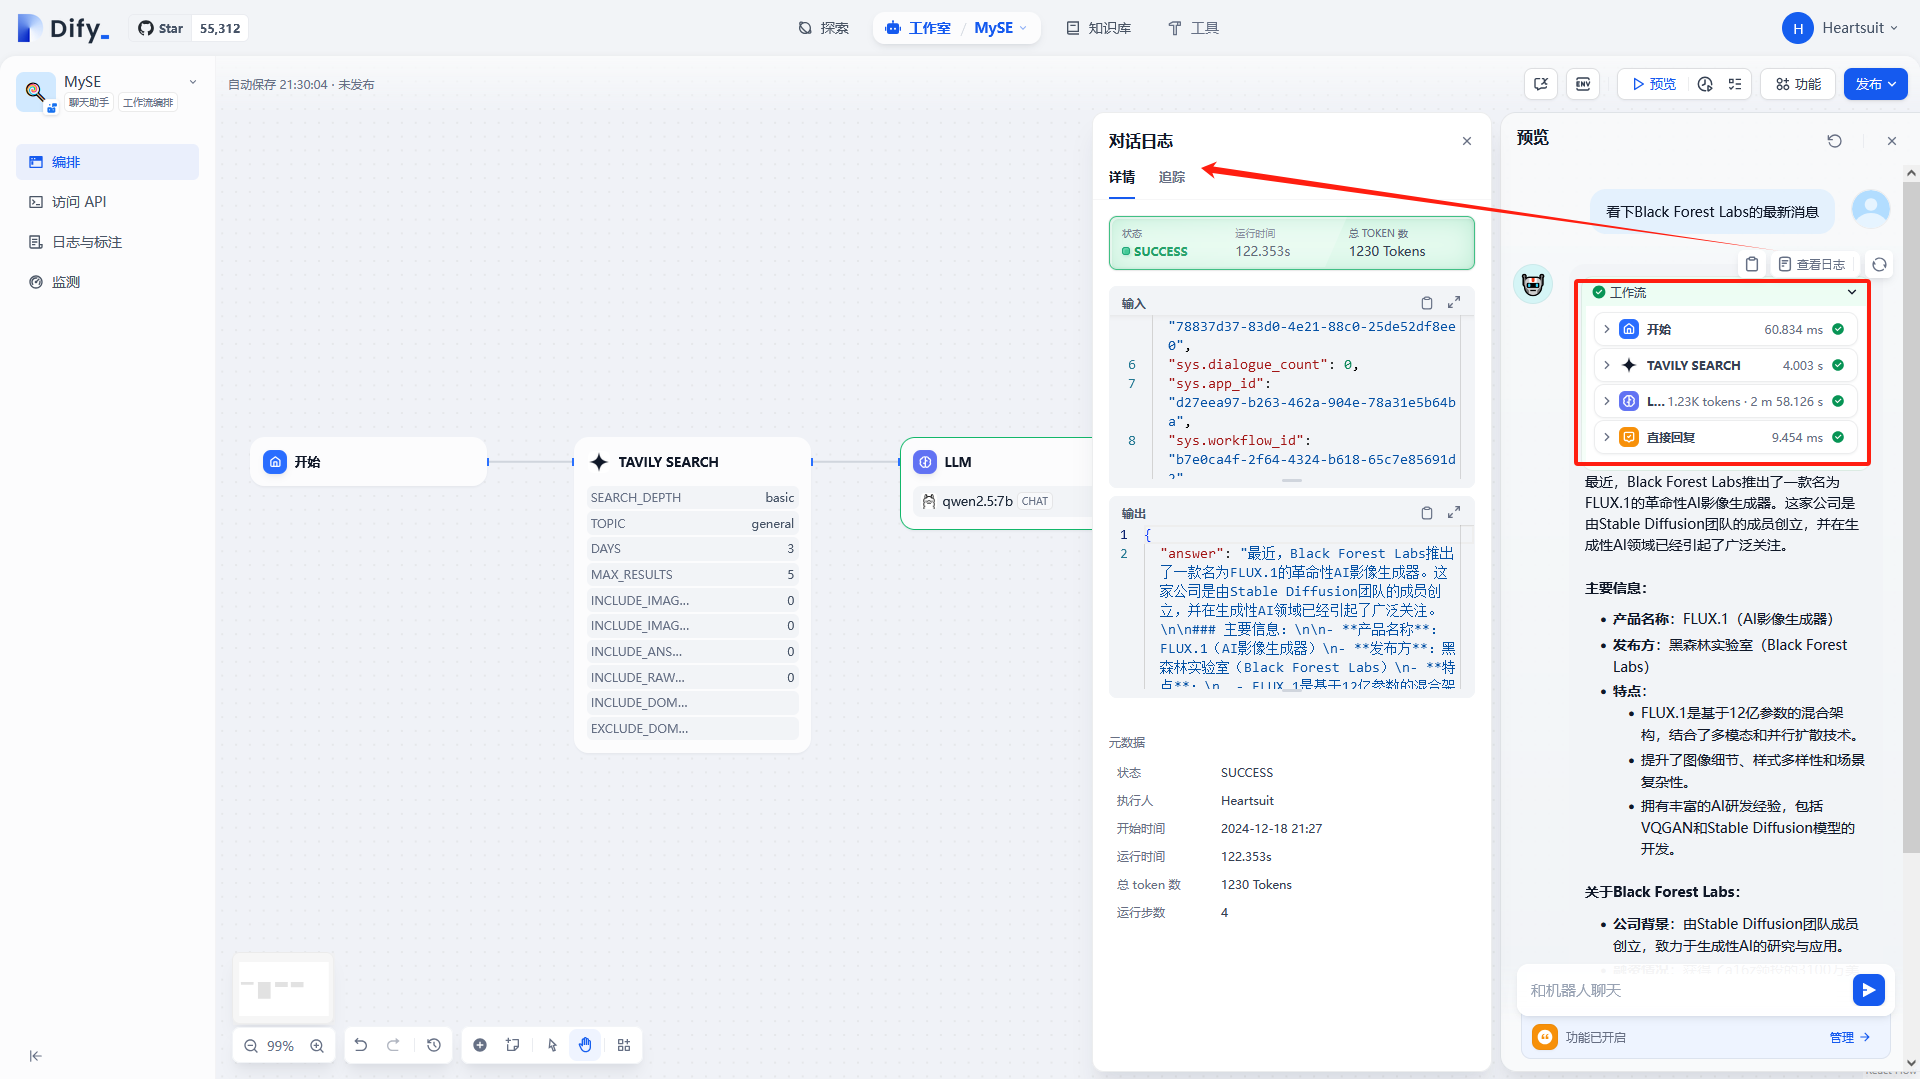 Dify_
Star 55,312
探索
工作室 / MySE
知识库
工具
H Heartsuit
MySE
聊天助手 工作流编排
编排
访问 API
日志与标注
监测
自动保存 21:30:04 · 未发布
ENV
预览
功能
发布
开始
TAVILY SEARCH
SEARCH_DEPTH basic
TOPIC general
DAYS 3
MAX_RESULTS 5
INCLUDE_IMAG... 0
INCLUDE_IMAG... 0
INCLUDE_ANS... 0
INCLUDE_RAW... 0
INCLUDE_DOM...
EXCLUDE_DOM...
LLM
qwen2.5:7b CHAT
99%
对话日志
详情 追踪
状态 运行时间 总 TOKEN 数
SUCCESS 122.353s 1230 Tokens
输入
"78837d37-83d0-4e21-88c0-25de52df8ee
0",
6 "sys.dialogue_count": 0,
7 "sys.app_id":
"d27eea97-b263-462a-904e-78a31e5b64b
a",
8 "sys.workflow_id":
"b7e0ca4f-2f64-4324-b618-65c7e85691d
2"
输出
1 {
2 "answer": "最近，Black Forest Labs推出
了一款名为FLUX.1的革命性AI影像生成器。这
家公司是由Stable Diffusion团队的成员创
立，并在生成性AI领域已经引起了广泛关注。
\n\n### 主要信息：\n\n- **产品名称**：
FLUX.1（AI影像生成器）\n- **发布方**：黑
森林实验室（Black Forest Labs）\n- **特
点**：\n  - FLUX.1是基于12亿参数的混合架
元数据
状态 SUCCESS
执行人 Heartsuit
开始时间 2024-12-18 21:27
运行时间 122.353s
总 token 数 1230 Tokens
运行步数 4
预览
看下Black Forest Labs的最新消息
查看日志
工作流
开始 60.834 ms
TAVILY SEARCH 4.003 s
L... 1.23K tokens · 2 m 58.126 s
直接回复 9.454 ms
最近，Black Forest Labs推出了一款名为
FLUX.1的革命性AI影像生成器。这家公司是
由Stable Diffusion团队的成员创立，并在生
成性AI领域已经引起了广泛关注。
主要信息：
• 产品名称：FLUX.1（AI影像生成器）
• 发布方：黑森林实验室（Black Forest
Labs）
• 特点：
• FLUX.1是基于12亿参数的混合架
构，结合了多模态和并行扩散技术。
• 提升了图像细节、样式多样性和场景
复杂性。
• 拥有丰富的AI研发经验，包括
VQGAN和Stable Diffusion模型的
开发。
关于Black Forest Labs：
• 公司背景：由Stable Diffusion团队成员
创立，致力于生成性AI的研究与应用。
和机器人聊天
功能已开启
管理 →